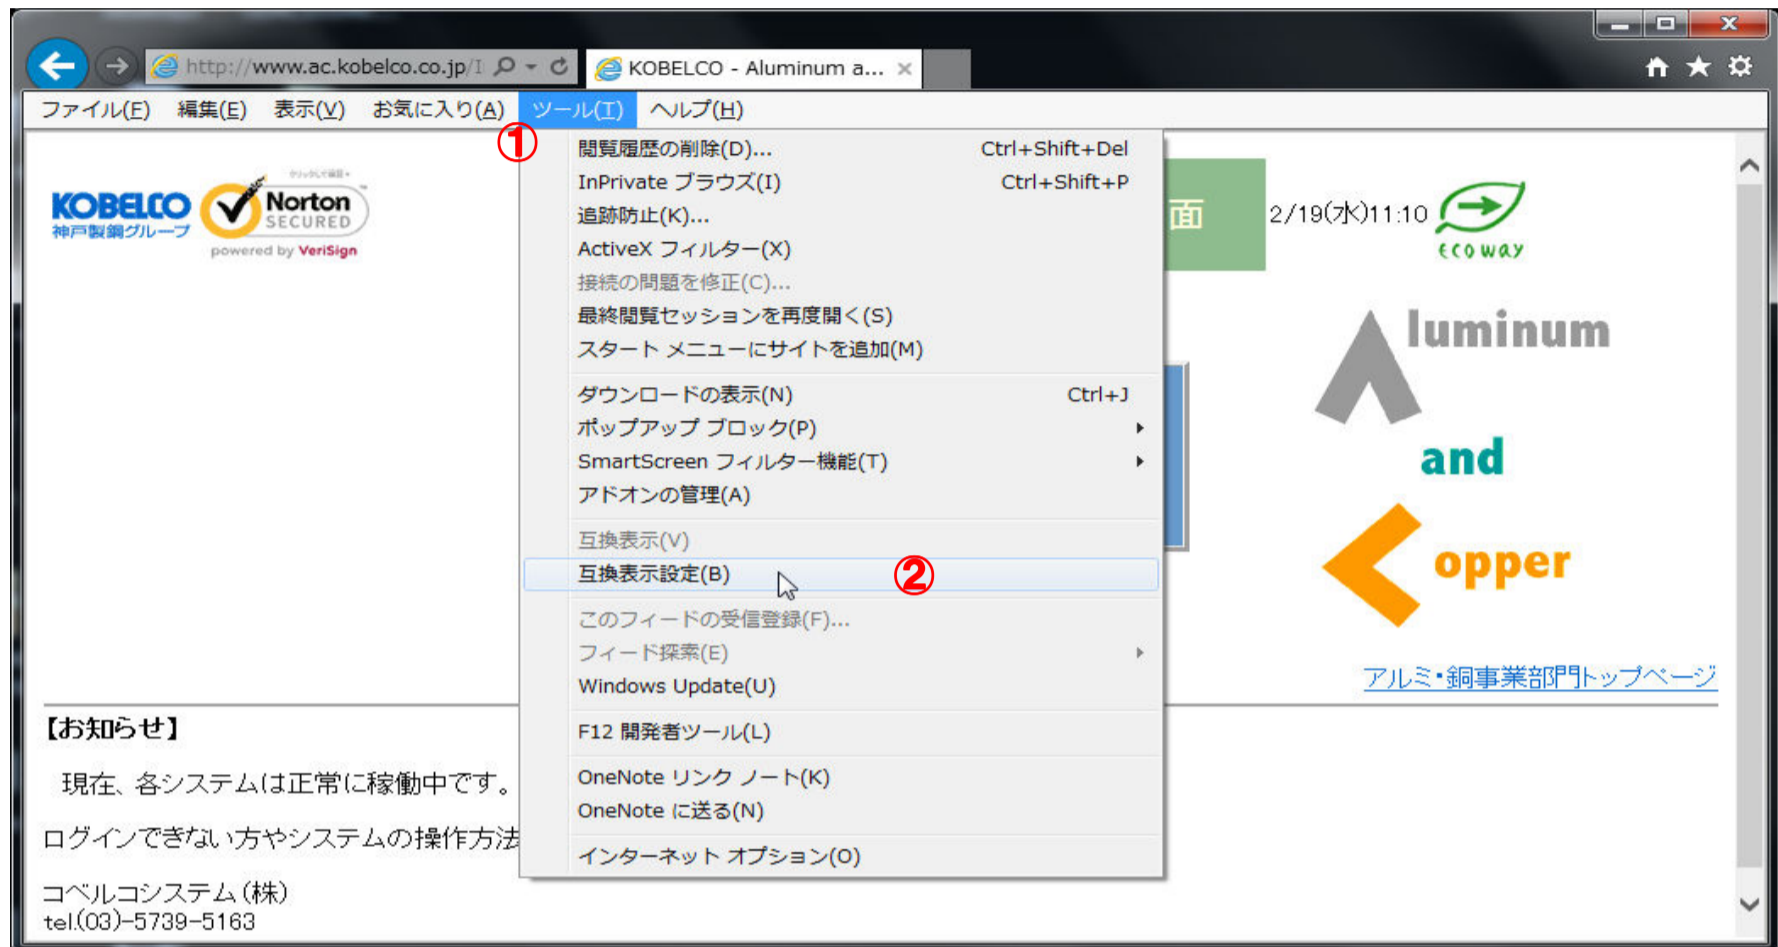 http://www.ac.kobelco.co.jp/I
KOBELCO - Aluminum a...
ファイル(F) 編集(E) 表示(V) お気に入り(A) ツール(T) ヘルプ(H)
①
閲覧履歴の削除(D)... Ctrl+Shift+Del
InPrivate ブラウズ(I) Ctrl+Shift+P
追跡防止(K)...
ActiveX フィルター(X)
接続の問題を修正(C)...
最終閲覧セッションを再度開く(S)
スタート メニューにサイトを追加(M)
ダウンロードの表示(N) Ctrl+J
ポップアップ ブロック(P)
SmartScreen フィルター機能(T)
アドオンの管理(A)
互換表示(V)
互換表示設定(B) ②
このフィードの受信登録(F)...
フィード探索(E)
Windows Update(U)
F12 開発者ツール(L)
OneNote リンク ノート(K)
OneNote に送る(N)
インターネット オプション(O)
KOBELCO
神戸製鋼グループ
Norton
SECURED
powered by VeriSign
面
2/19(水)11:10
ECOWAY
Aluminum
and
Copper
アルミ・銅事業部門トップページ
【お知らせ】
現在、各システムは正常に稼働中です。
ログインできない方やシステムの操作方法
コベルコシステム(株)
tel.(03)-5739-5163